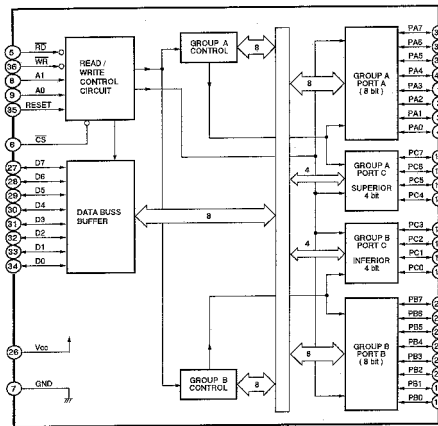 5 RD
36 WR
8 A1
9 A0
35 RESET
6 CS
READ /
WRITE
CONTROL
CIRCUIT
GROUP A
CONTROL
8
27 D7
28 D6
29 D5
30 D4
31 D3
32 D2
33 D1
34 D0
DATA BUSS
BUFFER
8
26 Vcc
7 GND
GROUP B
CONTROL
8
8
GROUP A
PORT A
( 8 bit )
PA7
PA6
PA5
PA4
PA3
PA2
PA1
PA0
4
GROUP A
PORT C
SUPERIOR
4 bit
PC7
PC6
PC5
PC4
4
GROUP B
PORT C
INFERIOR
4 bit
PC3
PC2
PC1
PC0
8
GROUP B
PORT B
( 8 bit )
PB7
PB6
PB5
PB4
PB3
PB2
PB1
PB0